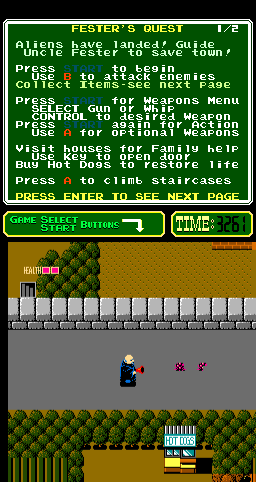 FESTER'S QUEST 1/2
Aliens have landed! Guide
Uncle Fester to save town!
Press START to begin
Use B to attack enemies
Collect Items-see next page
Press START for Weapons Menu
SELECT Gun or Whip
CONTROL to desired Weapon
Press START again for Action
Use A for optional Weapons
Visit houses for Family help
Use Key to open door
Buy Hot Dogs to restore life
Press A to climb staircases
PRESS ENTER TO SEE NEXT PAGE
GAME SELECT
START BUTTONS
TIME: 3261
HEALTH
HOT DOGS